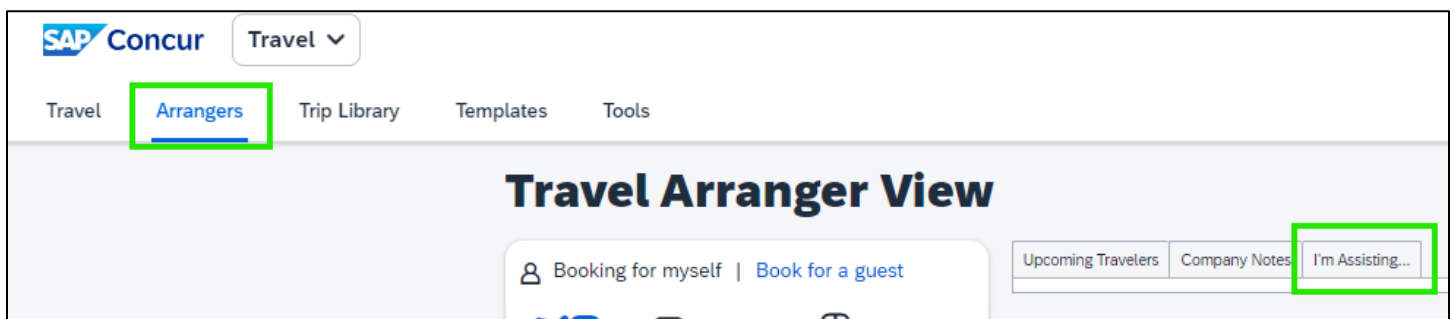 SAP Concur Travel
Travel Arrangers Trip Library Templates Tools
Travel Arranger View
Booking for myself | Book for a guest
Upcoming Travelers Company Notes I'm Assisting...